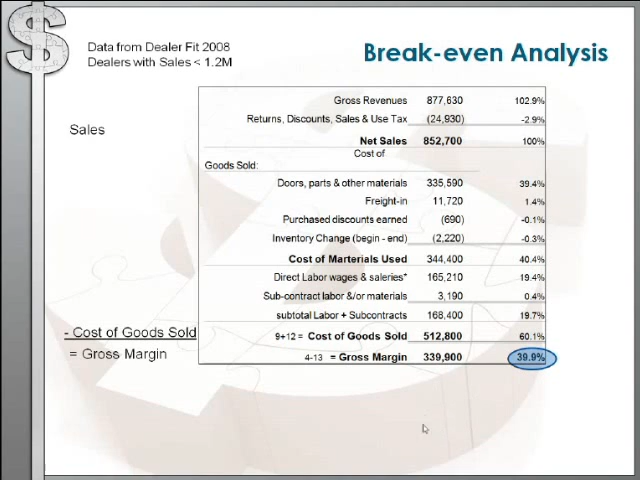 Data from Dealer Fit 2008
Dealers with Sales < 1.2M
Break-even Analysis
Sales
Gross Revenues 877,630 102.9%
Returns, Discounts, Sales & Use Tax (24,930) -2.9%
Net Sales 852,700 100%
Cost of
Goods Sold:
Doors, parts & other materials 335,590 39.4%
Freight-in 11,720 1.4%
Purchased discounts earned (690) -0.1%
Inventory Change (begin - end) (2,220) -0.3%
Cost of Marterials Used 344,400 40.4%
Direct Labor wages & saleries* 165,210 19.4%
Sub-contract labor &/or materials 3,190 0.4%
subtotal Labor + Subcontracts 168,400 19.7%
9+12 = Cost of Goods Sold 512,800 60.1%
4-13 = Gross Margin 339,900 39.9%
- Cost of Goods Sold
= Gross Margin